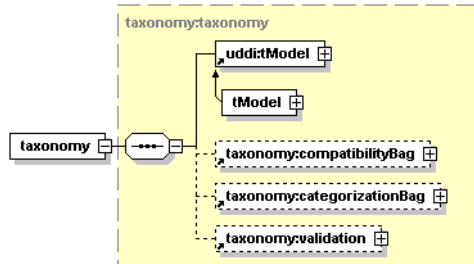 taxonomy:taxonomy
uddi:tModel
tModel
taxonomy
taxonomy:compatibilityBag
taxonomy:categorizationBag
taxonomy:validation